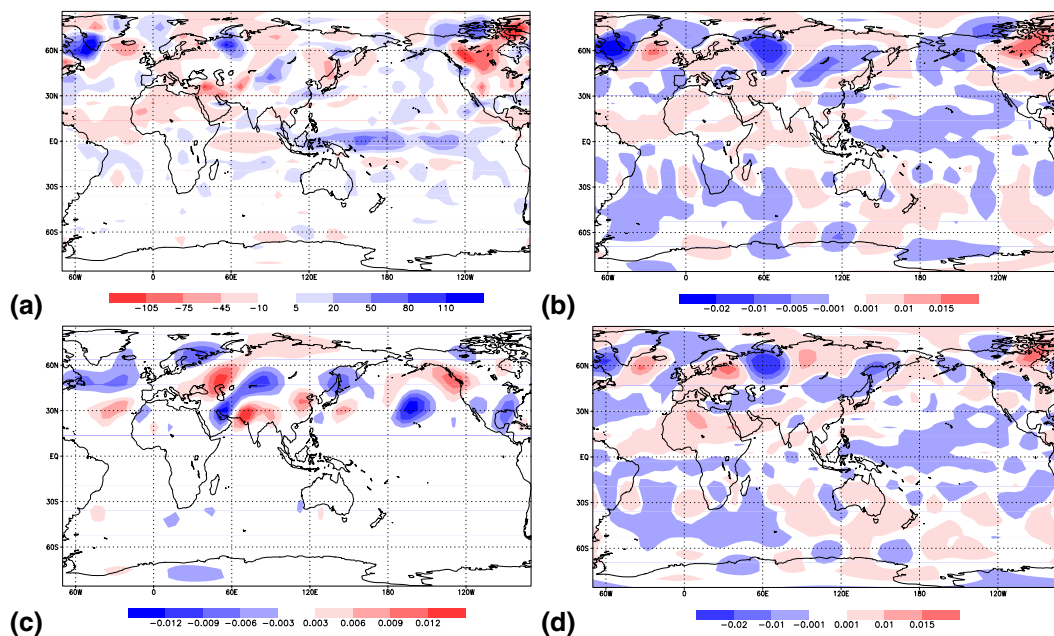 60N 60N
30N 30N
EQ EQ
30S 30S
60S 60S
60W 0 60E 120E 180 120W 60W 0 60E 120E 180 120W
(a) −105 −75 −45 −10 5 20 50 80 110 (b) −0.02 −0.01 −0.005 −0.001 0.001 0.01 0.015
60N 60N
30N 30N
EQ EQ
30S 30S
60S 60S
60W 0 60E 120E 180 120W 60W 0 60E 120E 180 120W
(c) −0.012 −0.009 −0.006 −0.003 0.003 0.006 0.009 0.012 (d) −0.02 −0.01 −0.001 0.001 0.01 0.015